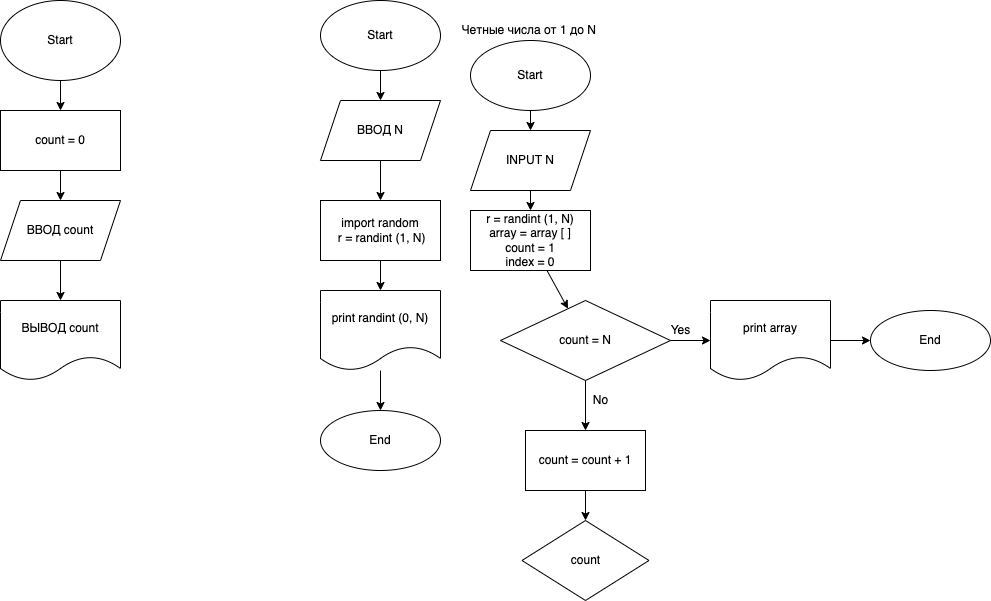 Start
count = 0
ВВОД count
ВЫВОД count
Start
ВВОД N
import random
r = randint (1, N)
print randint (0, N)
End
Четные числа от 1 до N
Start
INPUT N
r = randint (1, N)
array = array [ ]
count = 1
index = 0
count = N
Yes
print array
End
No
count = count + 1
count